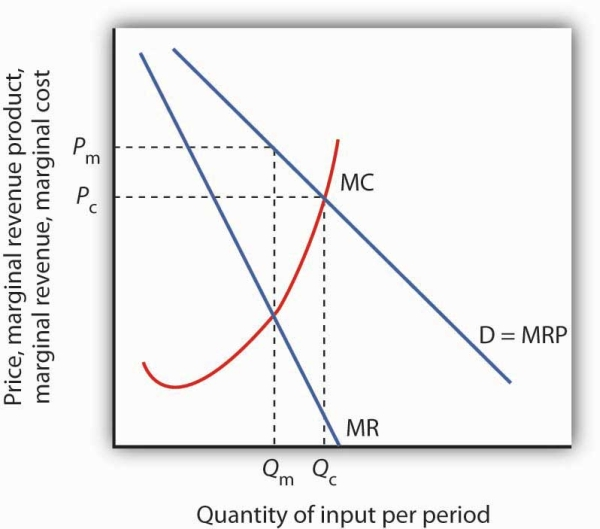 Price, marginal revenue product,
marginal revenue, marginal cost
Pm
Pc
MC
D = MRP
MR
Qm
Qc
Quantity of input per period